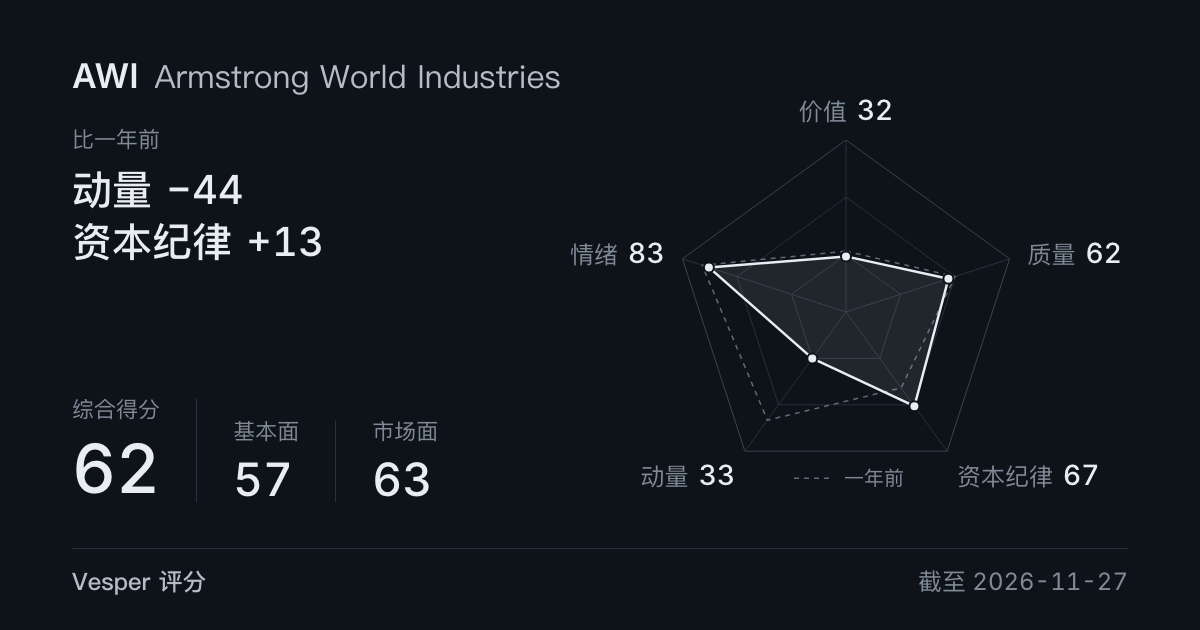 AWI Armstrong World Industries
比一年前
动量 −44
资本纪律 +13
综合得分
62
基本面
57
市场面
63
价值 32
质量 62
资本纪律 67
动量 33
情绪 83
一年前
Vesper 评分
截至 2026-11-27